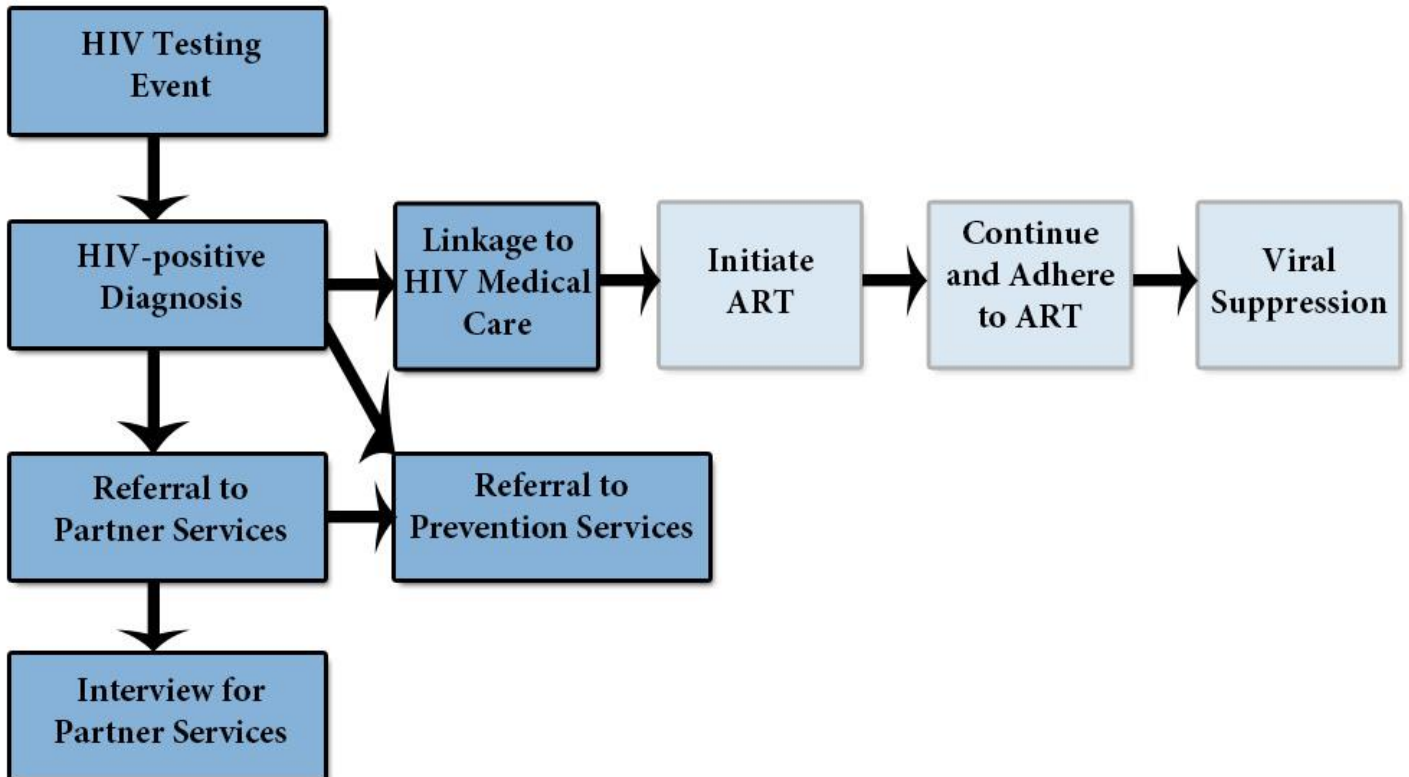 HIV Testing
Event
HIV-positive
Diagnosis
Linkage to
HIV Medical
Care
Initiate
ART
Continue
and Adhere
to ART
Viral
Suppression
Referral to
Partner Services
Referral to
Prevention Services
Interview for
Partner Services